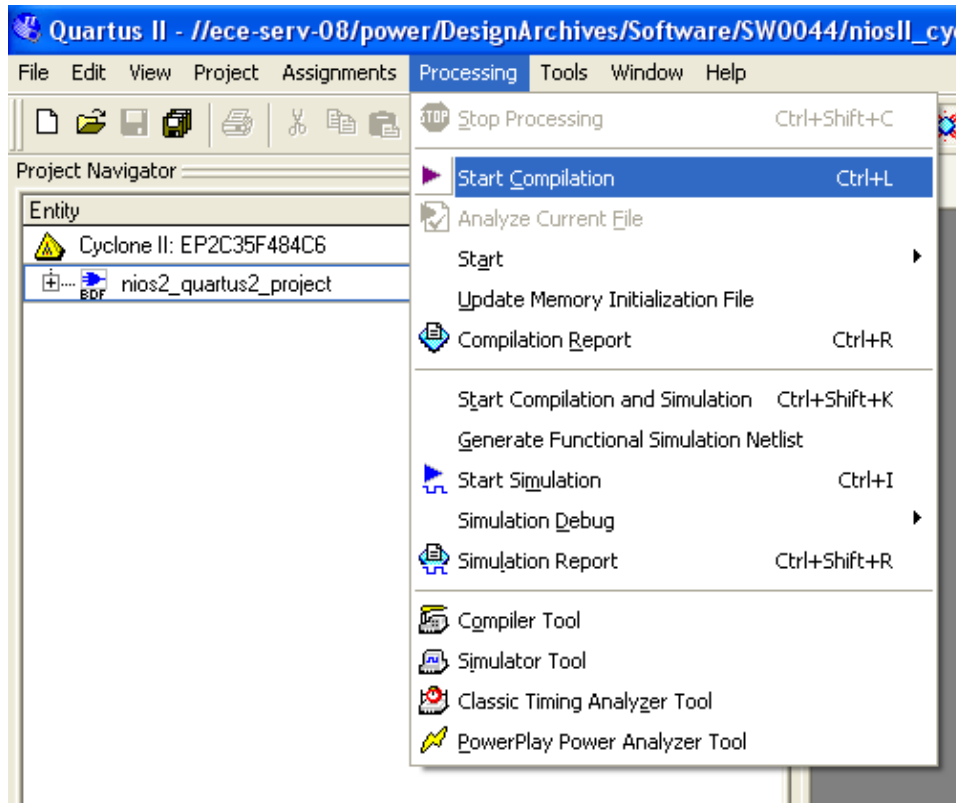 Quartus II - //ece-serv-08/power/DesignArchives/Software/SW0044/niosII_cy
File Edit View Project Assignments Processing Tools Window Help
STOP Stop Processing Ctrl+Shift+C
Project Navigator
Start Compilation Ctrl+L
Entity
Analyze Current File
Cyclone II: EP2C35F484C6
Start
BDF nios2_quartus2_project
Update Memory Initialization File
Compilation Report Ctrl+R
Start Compilation and Simulation Ctrl+Shift+K
Generate Functional Simulation Netlist
Start Simulation Ctrl+I
Simulation Debug
Simulation Report Ctrl+Shift+R
Compiler Tool
Simulator Tool
Classic Timing Analyzer Tool
PowerPlay Power Analyzer Tool